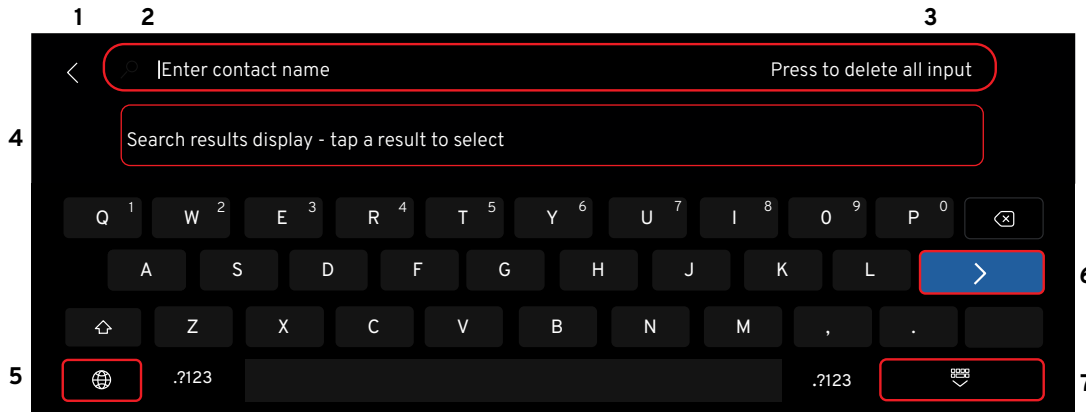 1 2 3
Enter contact name Press to delete all input
4
Search results display - tap a result to select
Q 1 W 2 E 3 R 4 T 5 Y 6 U 7 I 8 0 9 P 0
A S D F G H J K L
6
Z X C V B N M , .
5 .?123 .?123 7